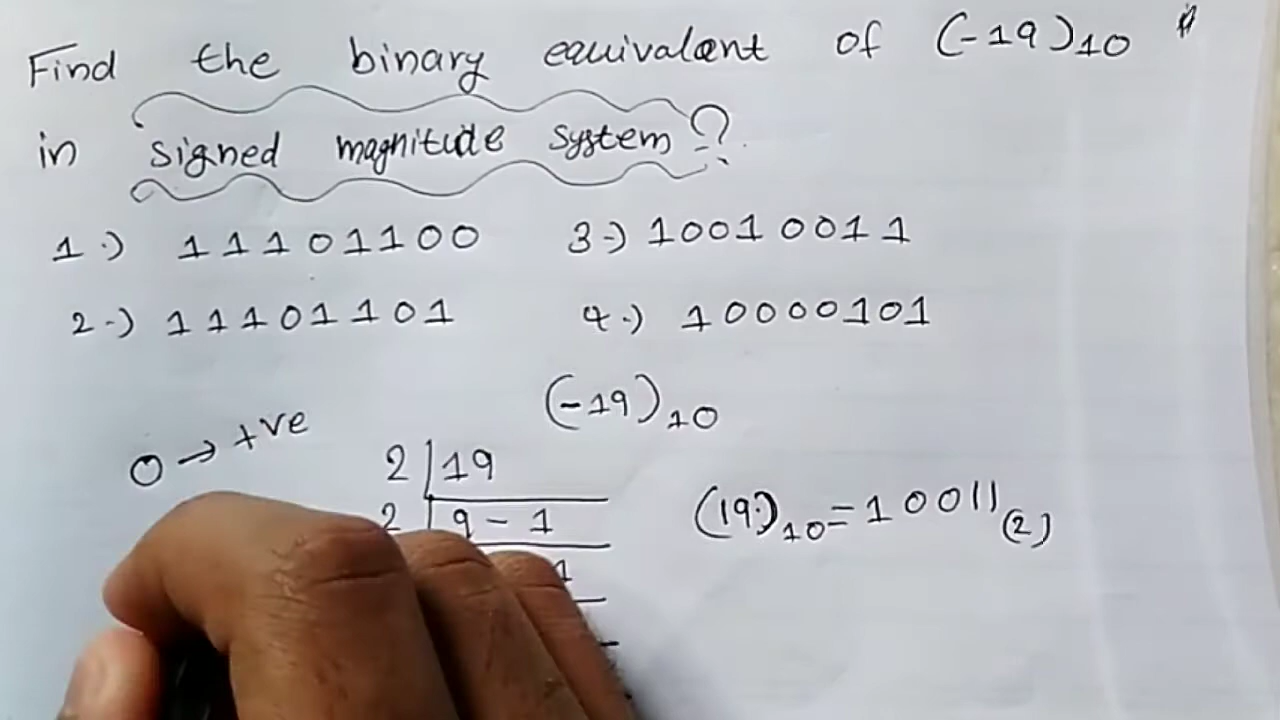 Find the binary equivalent of (-19)10
in signed magnitude system?
1.) 11101100
3.) 10010011
2.) 11101101
4.) 10000101
(-19)10
0 → +ve
2 | 19
2 | 9 - 1
1
(19)10 = 10011(2)